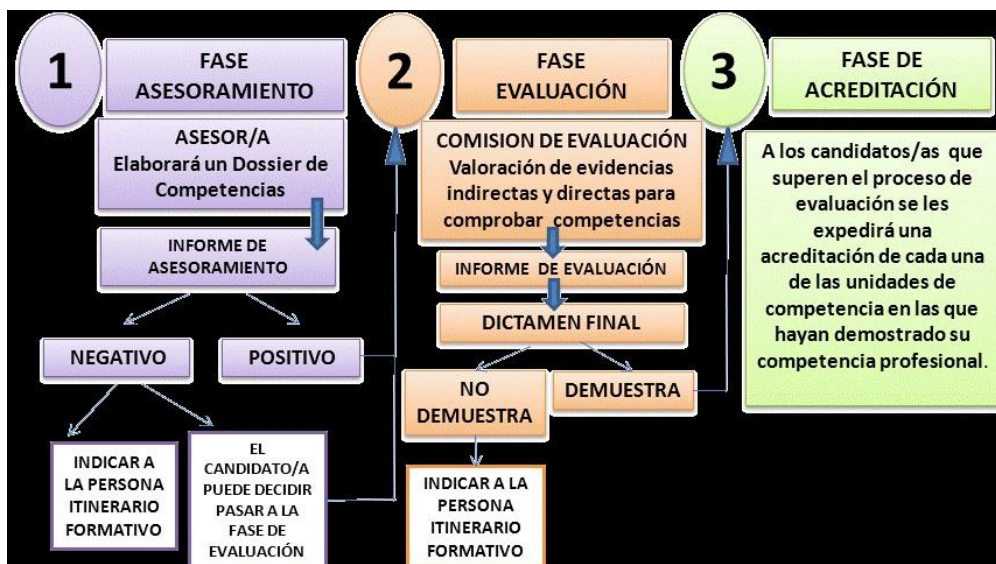 1
FASE
ASESORAMIENTO
ASESOR/A
Elaborará un Dossier de
Competencias
INFORME DE
ASESORAMIENTO
NEGATIVO
POSITIVO
INDICAR A
LA PERSONA
ITINERARIO
FORMATIVO
EL
CANDIDATO/A
PUEDE DECIDIR
PASAR A LA
FASE DE
EVALUACIÓN
2
FASE
EVALUACIÓN
COMISION DE EVALUACIÓN
Valoración de evidencias
indirectas y directas para
comprobar competencias
INFORME DE EVALUACIÓN
DICTAMEN FINAL
NO
DEMUESTRA
DEMUESTRA
INDICAR A LA
PERSONA
ITINERARIO
FORMATIVO
3
FASE DE
ACREDITACIÓN
A los candidatos/as que
superen el proceso de
evaluación se les
expedirá una
acreditación de cada una
de las unidades de
competencia en las que
hayan demostrado su
competencia profesional.